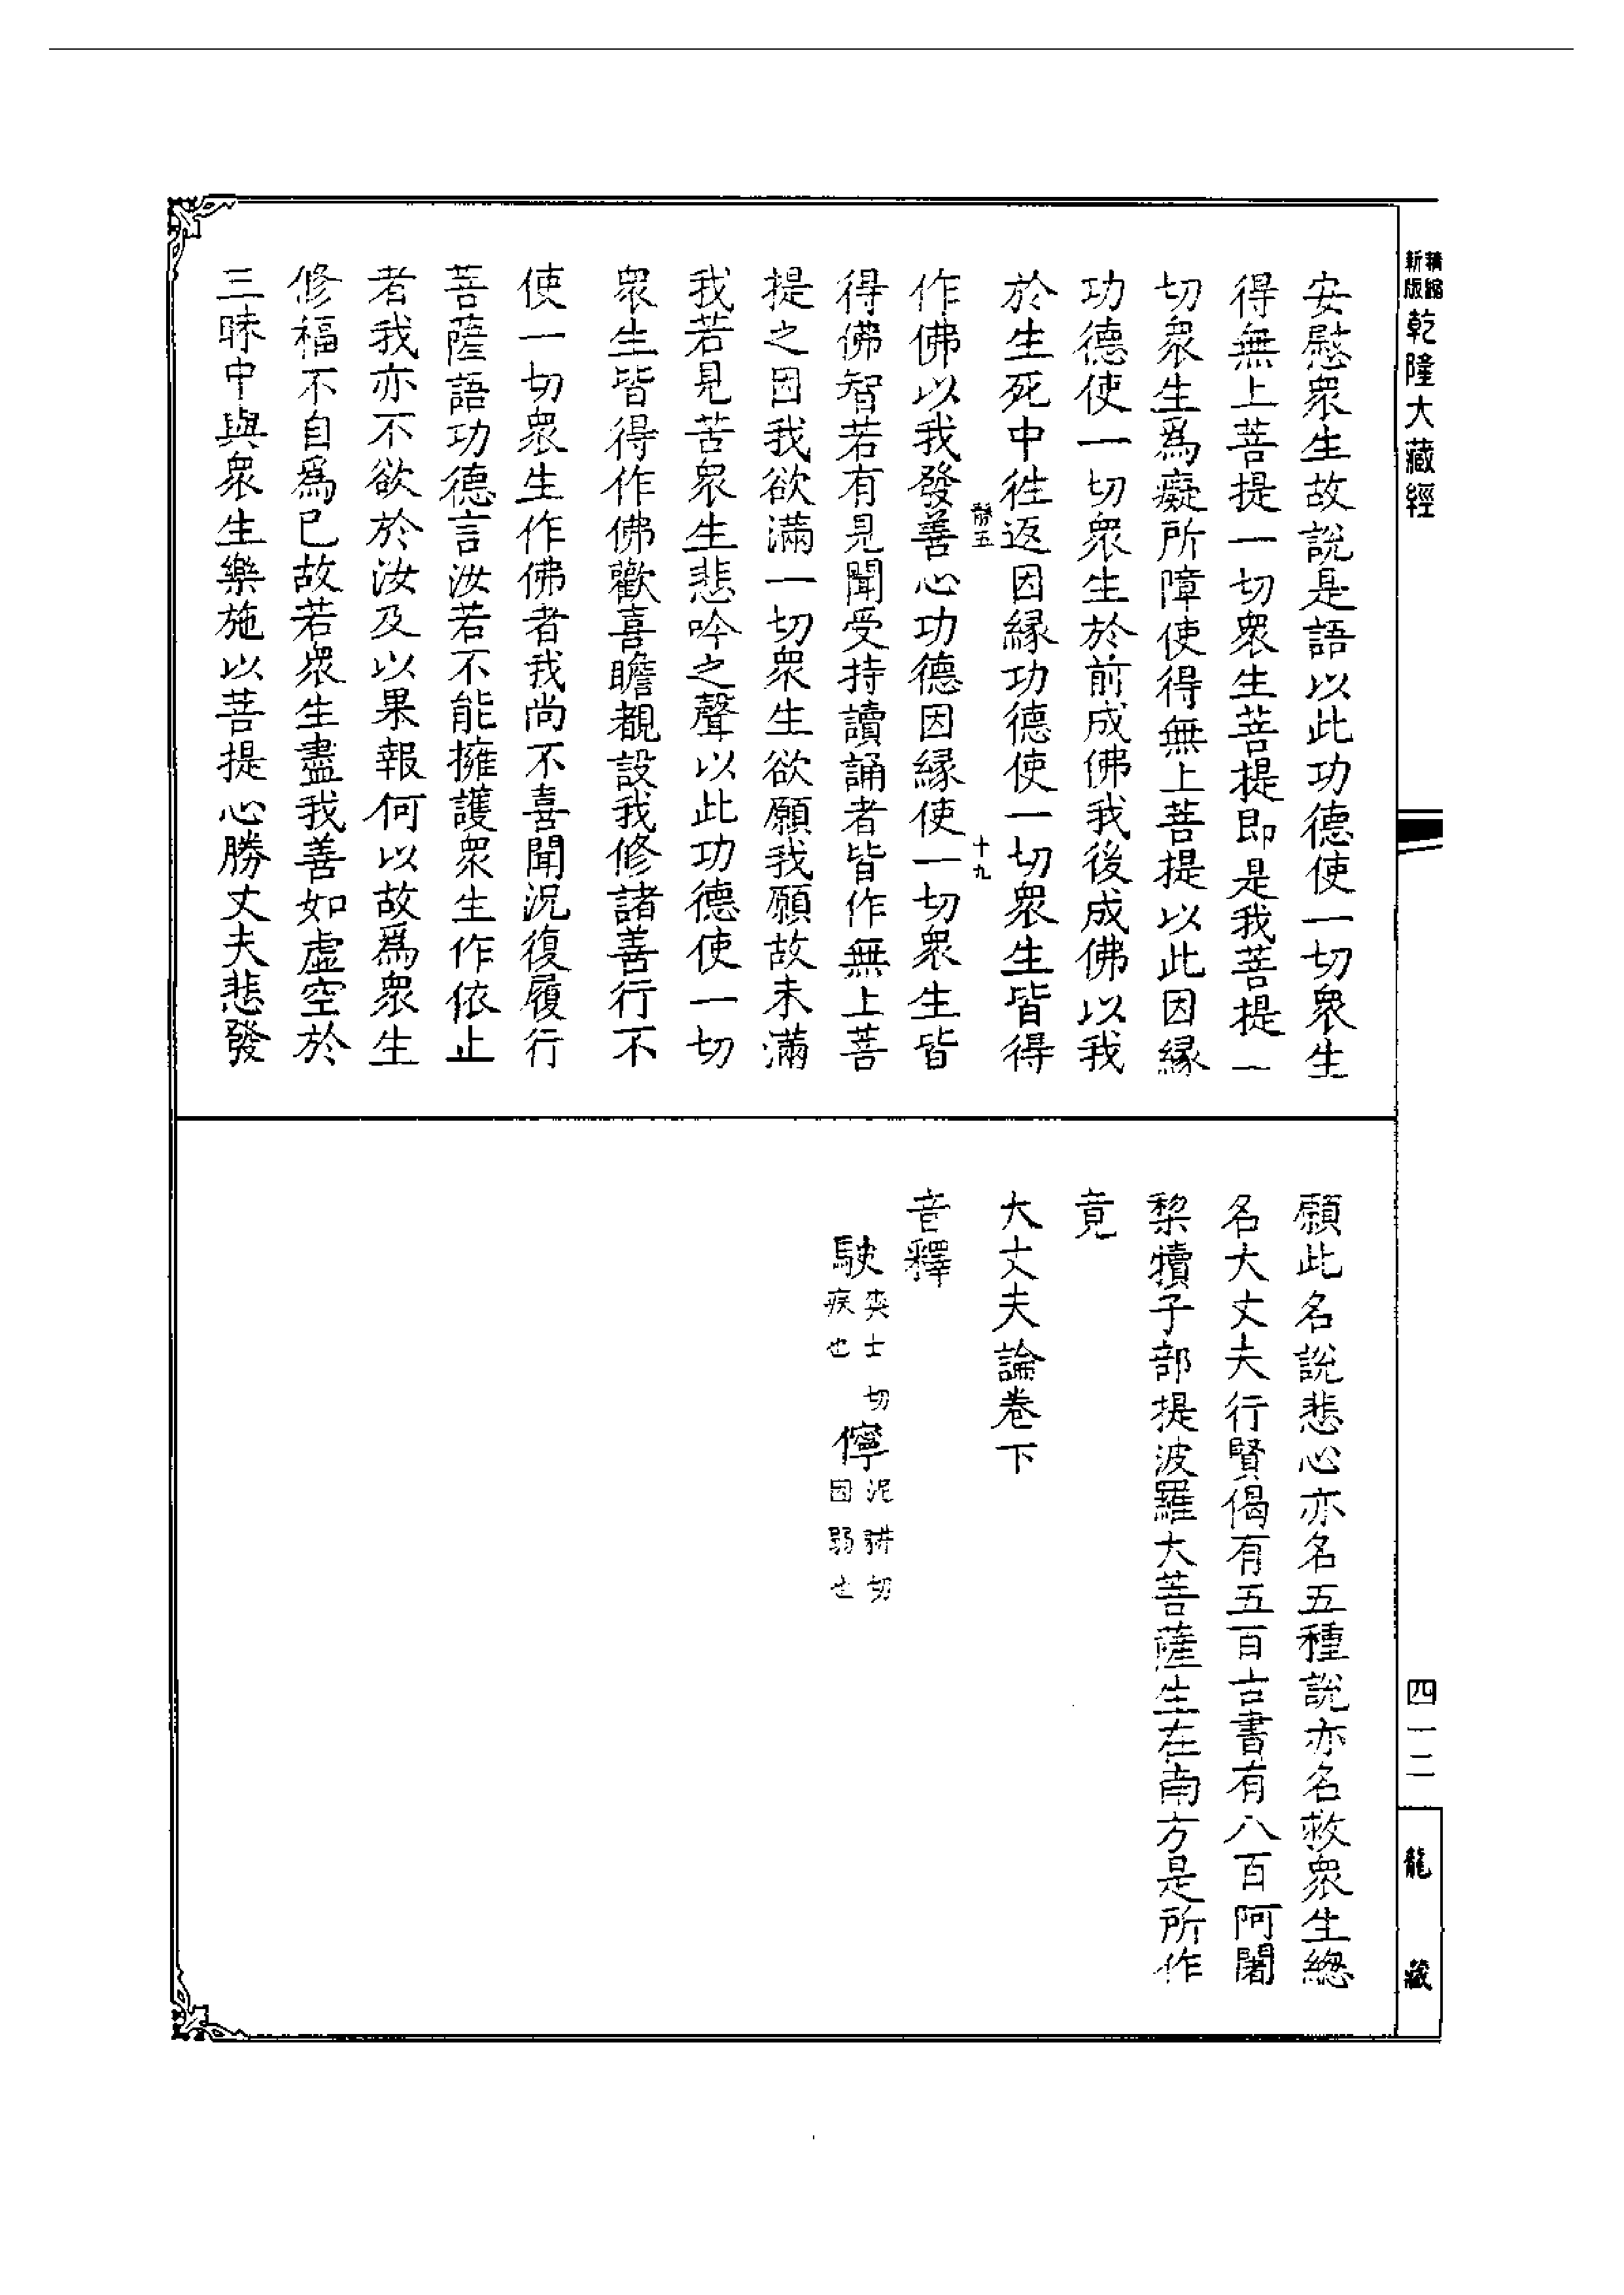 精縮
新版
乾隆大藏經
安慰衆生故說是語以此功德使一切衆生
得無上菩提一切衆生菩提即是我菩提一
切衆生爲癡所障使得無上菩提以此因縁
功德使一切衆生於前成佛我後成佛以我
於生死中徃返因縁功德使一切衆生皆得
靜五
十九
作佛以我發善心功德因縁使一切衆生皆
得佛智若有見聞受持讀誦者皆作無上菩
提之因我欲滿一切衆生欲願我願故未滿
我若見苦衆生悲吟之聲以此功德使一切
衆生皆得作佛歡喜瞻覩設我修諸善行不
使一切衆生作佛者我尚不喜聞況復履行
菩薩語功德言汝若不能擁護衆生作依止
者我亦不欲於汝及以果報何以故爲衆生
修福不自爲已故若衆生盡我善如虛空於
三昧中與衆生樂施以菩提心勝丈夫悲發
願此名說悲心亦名五種說亦名救衆生總
名大丈夫行賢偈有五百言書有八百阿闍
棃犢子部提波羅大菩薩生在南方是所作
竟
大丈夫論卷下
音釋
駛爽士切疾也
儜泥耕切困弱也
四一二
龍藏